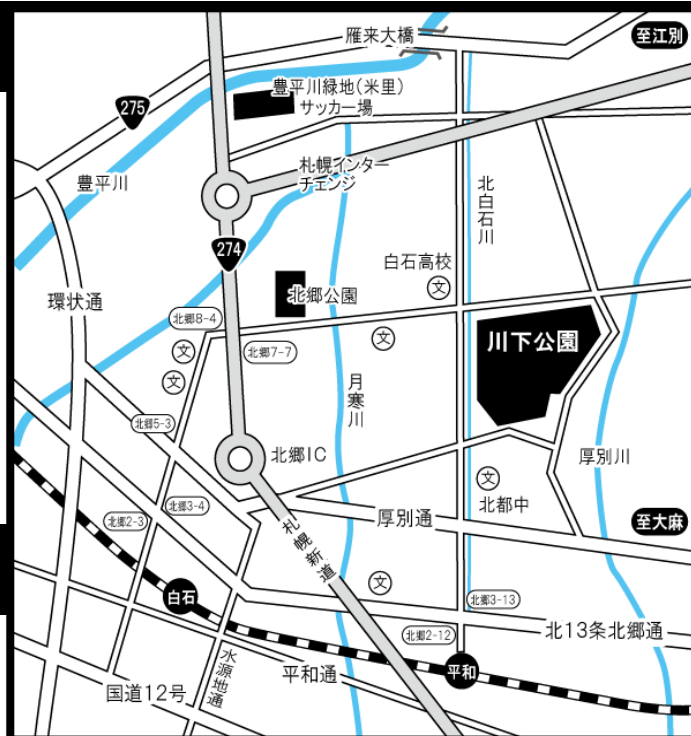 雁来大橋
至江別
豊平川緑地(米里)
サッカー場
275
豊平川
札幌インター
チェンジ
北白石川
274
白石高校
文
北郷公園
環状通
北郷8-4
川下公園
文
文
北郷7-7
文
月寒川
北郷5-3
北郷IC
厚別川
文
北都中
北郷3-4
北郷2-3
厚別通
至大麻
札幌新道
文
白石
北郷3-13
北郷2-12
北13条北郷通
水源地通
平和通
平和
国道12号